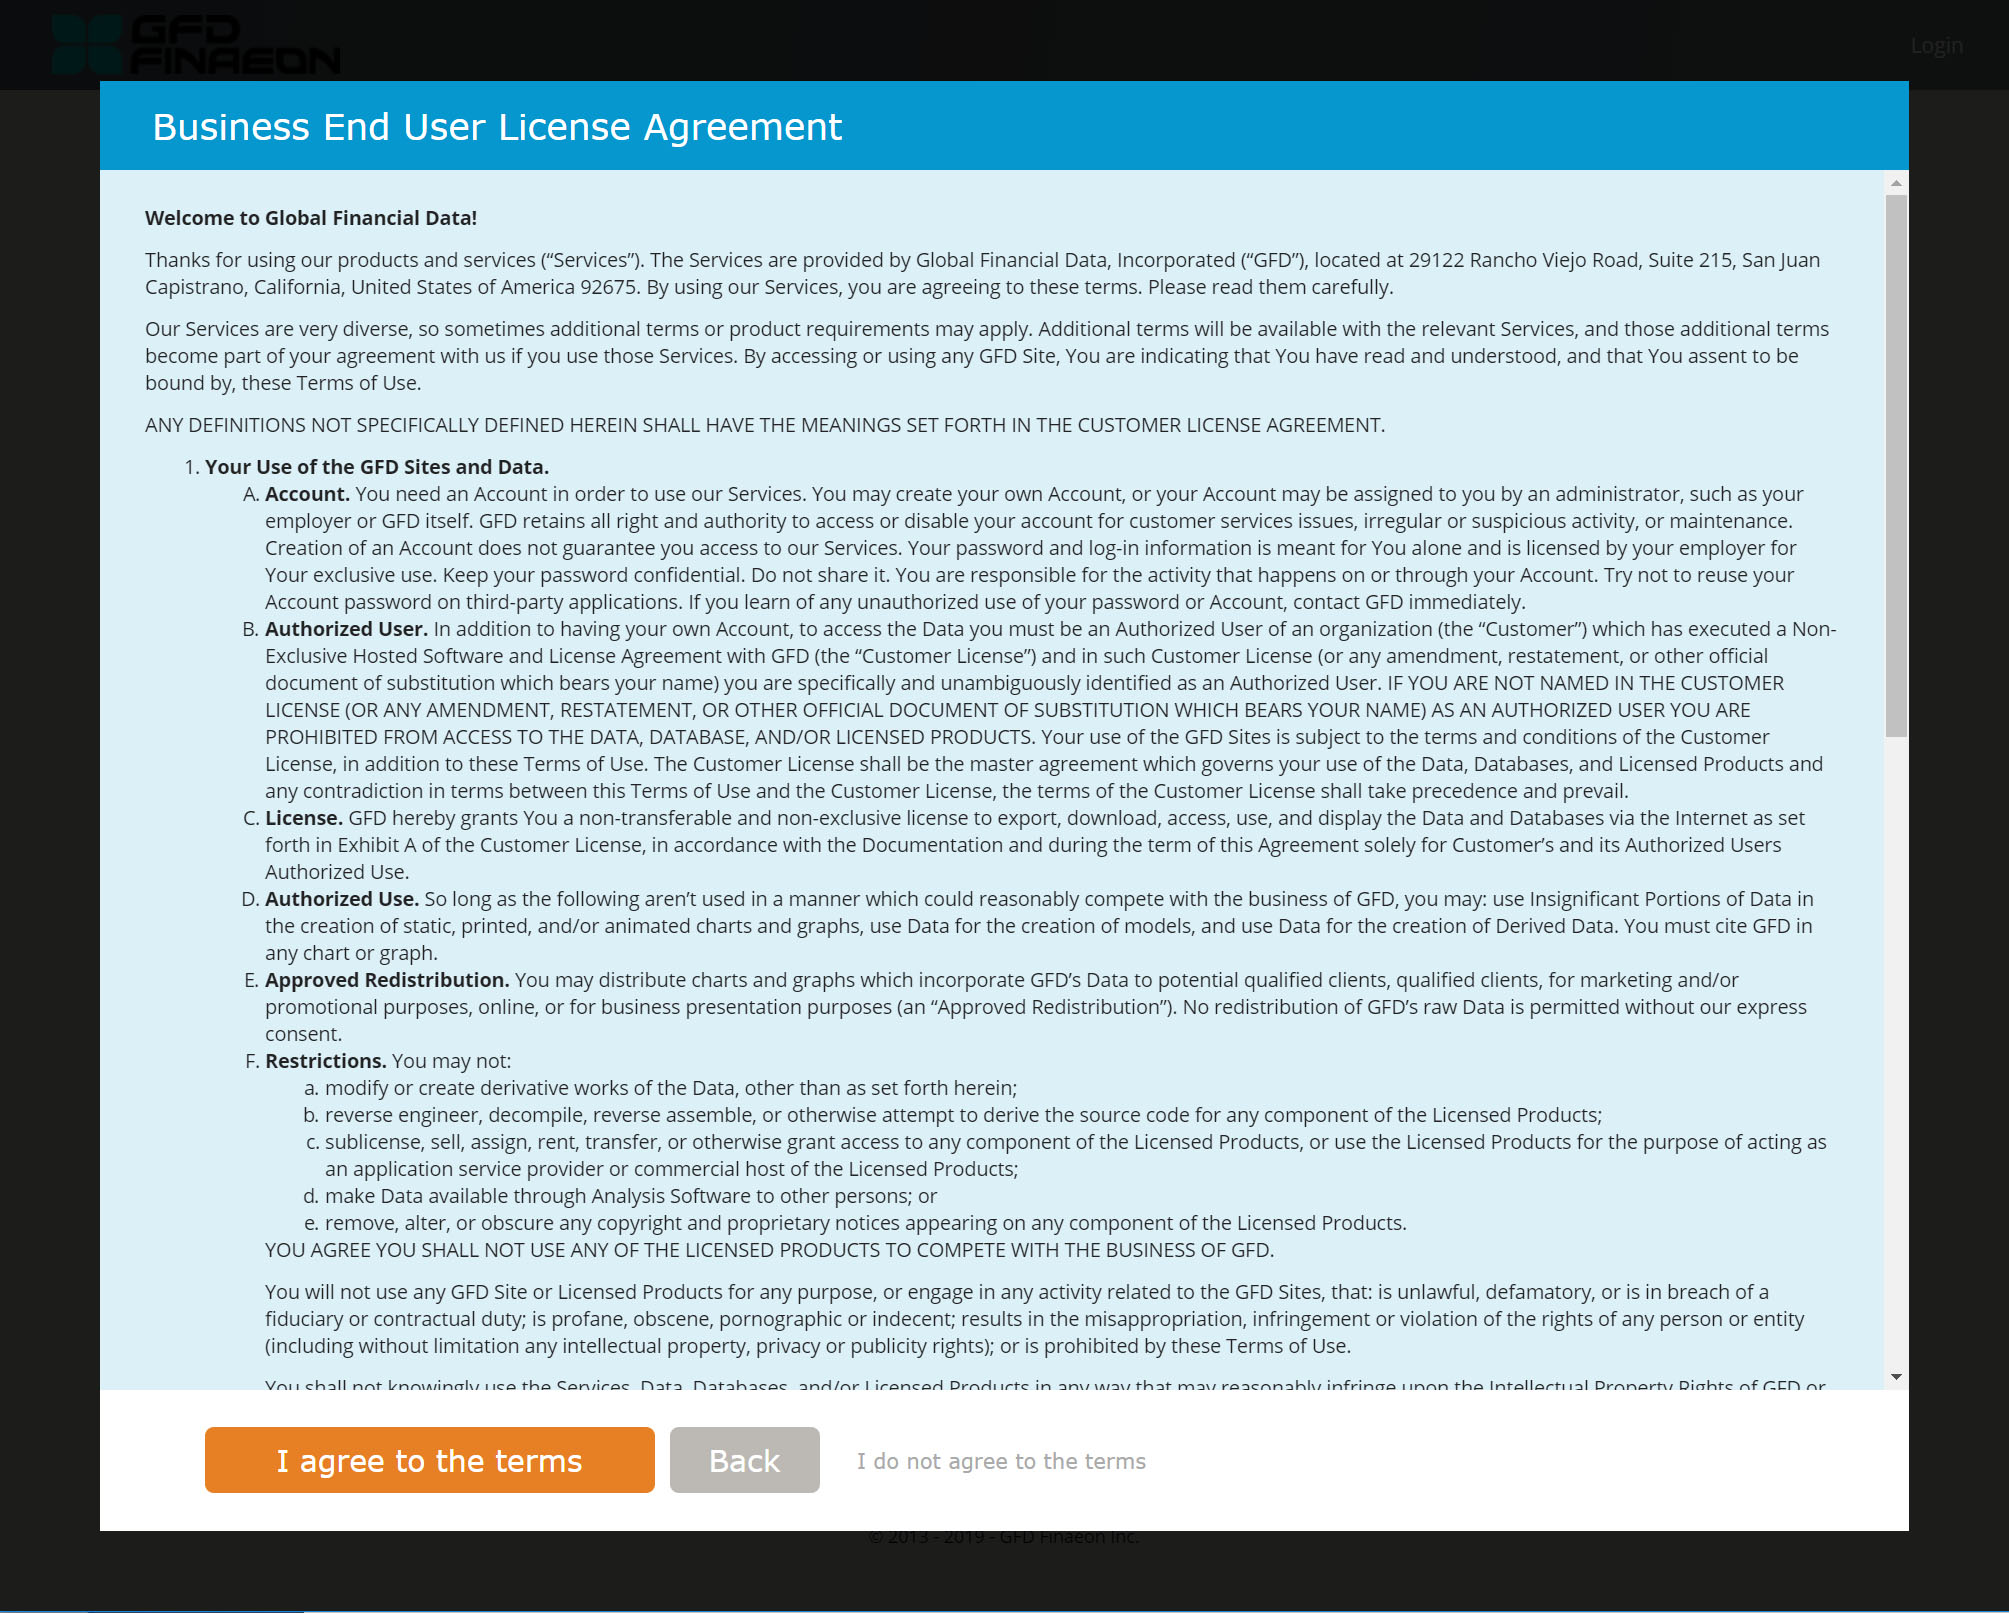 GFD
FINAEON
Login
Business End User License Agreement
Welcome to Global Financial Data!
Thanks for using our products and services (“Services”). The Services are provided by Global Financial Data, Incorporated (“GFD”), located at 29122 Rancho Viejo Road, Suite 215, San Juan
Capistrano, California, United States of America 92675. By using our Services, you are agreeing to these terms. Please read them carefully.
Our Services are very diverse, so sometimes additional terms or product requirements may apply. Additional terms will be available with the relevant Services, and those additional terms
become part of your agreement with us if you use those Services. By accessing or using any GFD Site, You are indicating that You have read and understood, and that You assent to be
bound by, these Terms of Use.
ANY DEFINITIONS NOT SPECIFICALLY DEFINED HEREIN SHALL HAVE THE MEANINGS SET FORTH IN THE CUSTOMER LICENSE AGREEMENT.
1. Your Use of the GFD Sites and Data.
A. Account. You need an Account in order to use our Services. You may create your own Account, or your Account may be assigned to you by an administrator, such as your
employer or GFD itself. GFD retains all right and authority to access or disable your account for customer services issues, irregular or suspicious activity, or maintenance.
Creation of an Account does not guarantee you access to our Services. Your password and log-in information is meant for You alone and is licensed by your employer for
Your exclusive use. Keep your password confidential. Do not share it. You are responsible for the activity that happens on or through your Account. Try not to reuse your
Account password on third-party applications. If you learn of any unauthorized use of your password or Account, contact GFD immediately.
B. Authorized User. In addition to having your own Account, to access the Data you must be an Authorized User of an organization (the “Customer”) which has executed a Non-
Exclusive Hosted Software and License Agreement with GFD (the “Customer License”) and in such Customer License (or any amendment, restatement, or other official
document of substitution which bears your name) you are specifically and unambiguously identified as an Authorized User. IF YOU ARE NOT NAMED IN THE CUSTOMER
LICENSE (OR ANY AMENDMENT, RESTATEMENT, OR OTHER OFFICIAL DOCUMENT OF SUBSTITUTION WHICH BEARS YOUR NAME) AS AN AUTHORIZED USER YOU ARE
PROHIBITED FROM ACCESS TO THE DATA, DATABASE, AND/OR LICENSED PRODUCTS. Your use of the GFD Sites is subject to the terms and conditions of the Customer
License, in addition to these Terms of Use. The Customer License shall be the master agreement which governs your use of the Data, Databases, and Licensed Products and
any contradiction in terms between this Terms of Use and the Customer License, the terms of the Customer License shall take precedence and prevail.
C. License. GFD hereby grants You a non-transferable and non-exclusive license to export, download, access, use, and display the Data and Databases via the Internet as set
forth in Exhibit A of the Customer License, in accordance with the Documentation and during the term of this Agreement solely for Customer’s and its Authorized Users
Authorized Use.
D. Authorized Use. So long as the following aren’t used in a manner which could reasonably compete with the business of GFD, you may: use Insignificant Portions of Data in
the creation of static, printed, and/or animated charts and graphs, use Data for the creation of models, and use Data for the creation of Derived Data. You must cite GFD in
any chart or graph.
E. Approved Redistribution. You may distribute charts and graphs which incorporate GFD’s Data to potential qualified clients, qualified clients, for marketing and/or
promotional purposes, online, or for business presentation purposes (an “Approved Redistribution”). No redistribution of GFD’s raw Data is permitted without our express
consent.
F. Restrictions. You may not:
a. modify or create derivative works of the Data, other than as set forth herein;
b. reverse engineer, decompile, reverse assemble, or otherwise attempt to derive the source code for any component of the Licensed Products;
c. sublicense, sell, assign, rent, transfer, or otherwise grant access to any component of the Licensed Products, or use the Licensed Products for the purpose of acting as
an application service provider or commercial host of the Licensed Products;
d. make Data available through Analysis Software to other persons; or
e. remove, alter, or obscure any copyright and proprietary notices appearing on any component of the Licensed Products.
YOU AGREE YOU SHALL NOT USE ANY OF THE LICENSED PRODUCTS TO COMPETE WITH THE BUSINESS OF GFD.
You will not use any GFD Site or Licensed Products for any purpose, or engage in any activity related to the GFD Sites, that: is unlawful, defamatory, or is in breach of a
fiduciary or contractual duty; is profane, obscene, pornographic or indecent; results in the misappropriation, infringement or violation of the rights of any person or entity
(including without limitation any intellectual property, privacy or publicity rights); or is prohibited by these Terms of Use.
You shall not knowingly use the Services, Data, Databases, and/or Licensed Products in any way that may reasonably infringe upon the Intellectual Property Rights of GFD or
I agree to the terms
Back
I do not agree to the terms
© 2013 - 2019 - GFD Finaeon Inc.